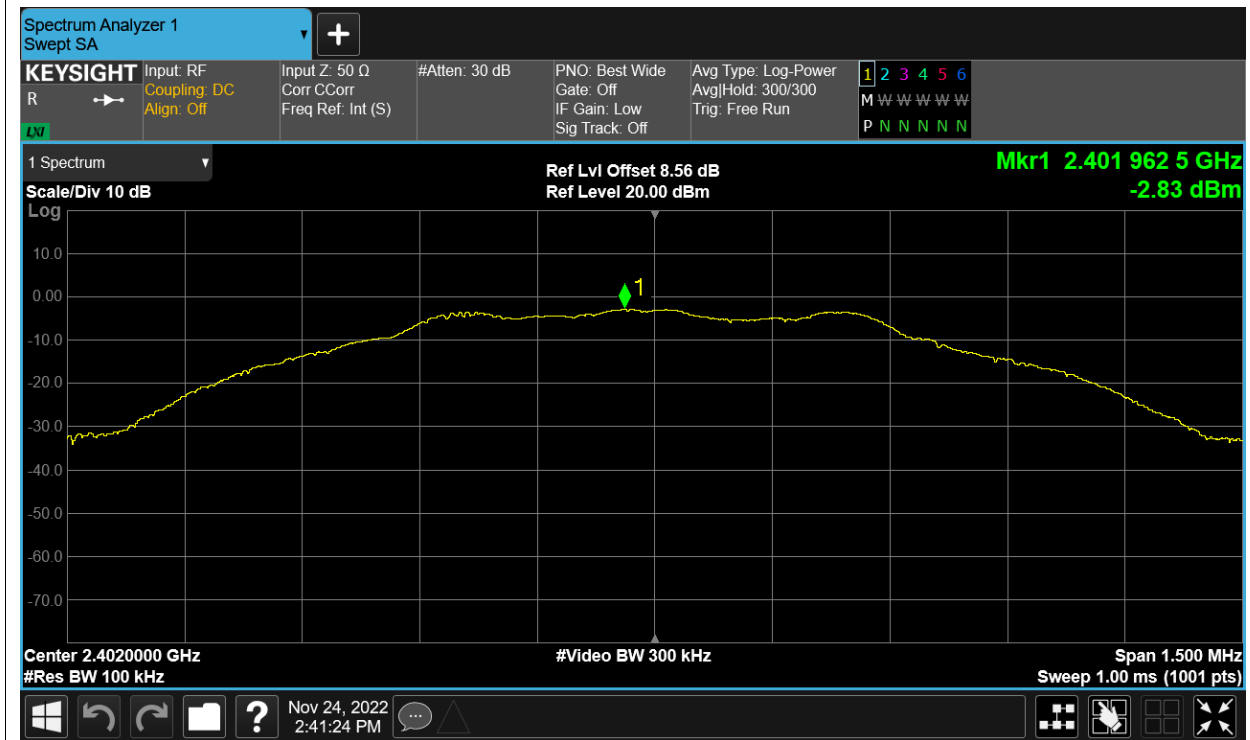 Spectrum Analyzer 1
Swept SA
KEYSIGHT
R
LXI
Input: RF
Coupling: DC
Align: Off
Input Z: 50 Ω
Corr CCorr
Freq Ref: Int (S)
#Atten: 30 dB
PNO: Best Wide
Gate: Off
IF Gain: Low
Sig Track: Off
Avg Type: Log-Power
Avg|Hold: 300/300
Trig: Free Run
1 2 3 4 5 6
M W W W W W
P N N N N N
1 Spectrum
Scale/Div 10 dB
Log
Ref Lvl Offset 8.56 dB
Ref Level 20.00 dBm
Mkr1 2.401 962 5 GHz
-2.83 dBm
10.0
0.00
-10.0
-20.0
-30.0
-40.0
-50.0
-60.0
-70.0
1
Center 2.4020000 GHz
#Res BW 100 kHz
#Video BW 300 kHz
Span 1.500 MHz
Sweep 1.00 ms (1001 pts)
?
Nov 24, 2022
2:41:24 PM